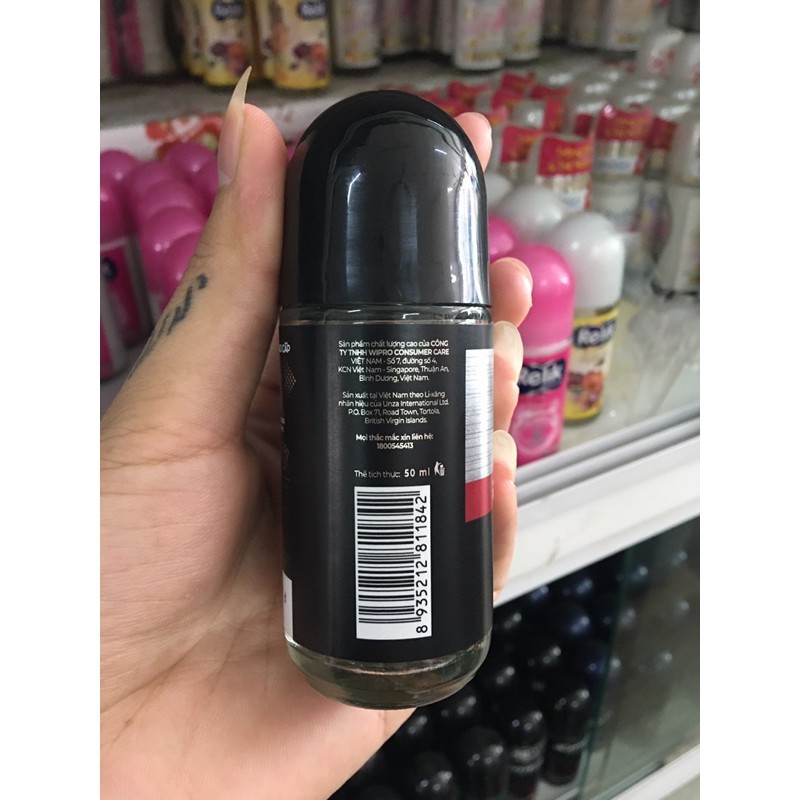 Sản phẩm chất lượng cao của CÔNG
TY TNHH WIPRO CONSUMER CARE
VIỆT NAM - Số 7, đường số 4,
KCN Việt Nam - Singapore, Thuận An,
Bình Dương, Việt Nam.
Sản xuất tại Việt Nam theo Li-xăng
nhãn hiệu của Unza International Ltd.
P.O. Box 71, Road Town, Tortola,
British Virgin Islands.
Mọi thắc mắc xin liên hệ:
1800545413
Thể tích thực: 50 ml
8 935212 811842
Relik
Relik